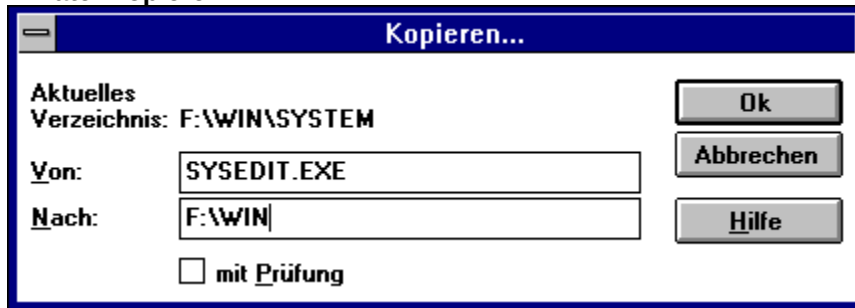 Kopieren...
Aktuelles
Verzeichnis: F:\WIN\SYSTEM
Von: SYSEDIT.EXE
Nach: F:\WIN
mit Prüfung
Ok
Abbrechen
Hilfe